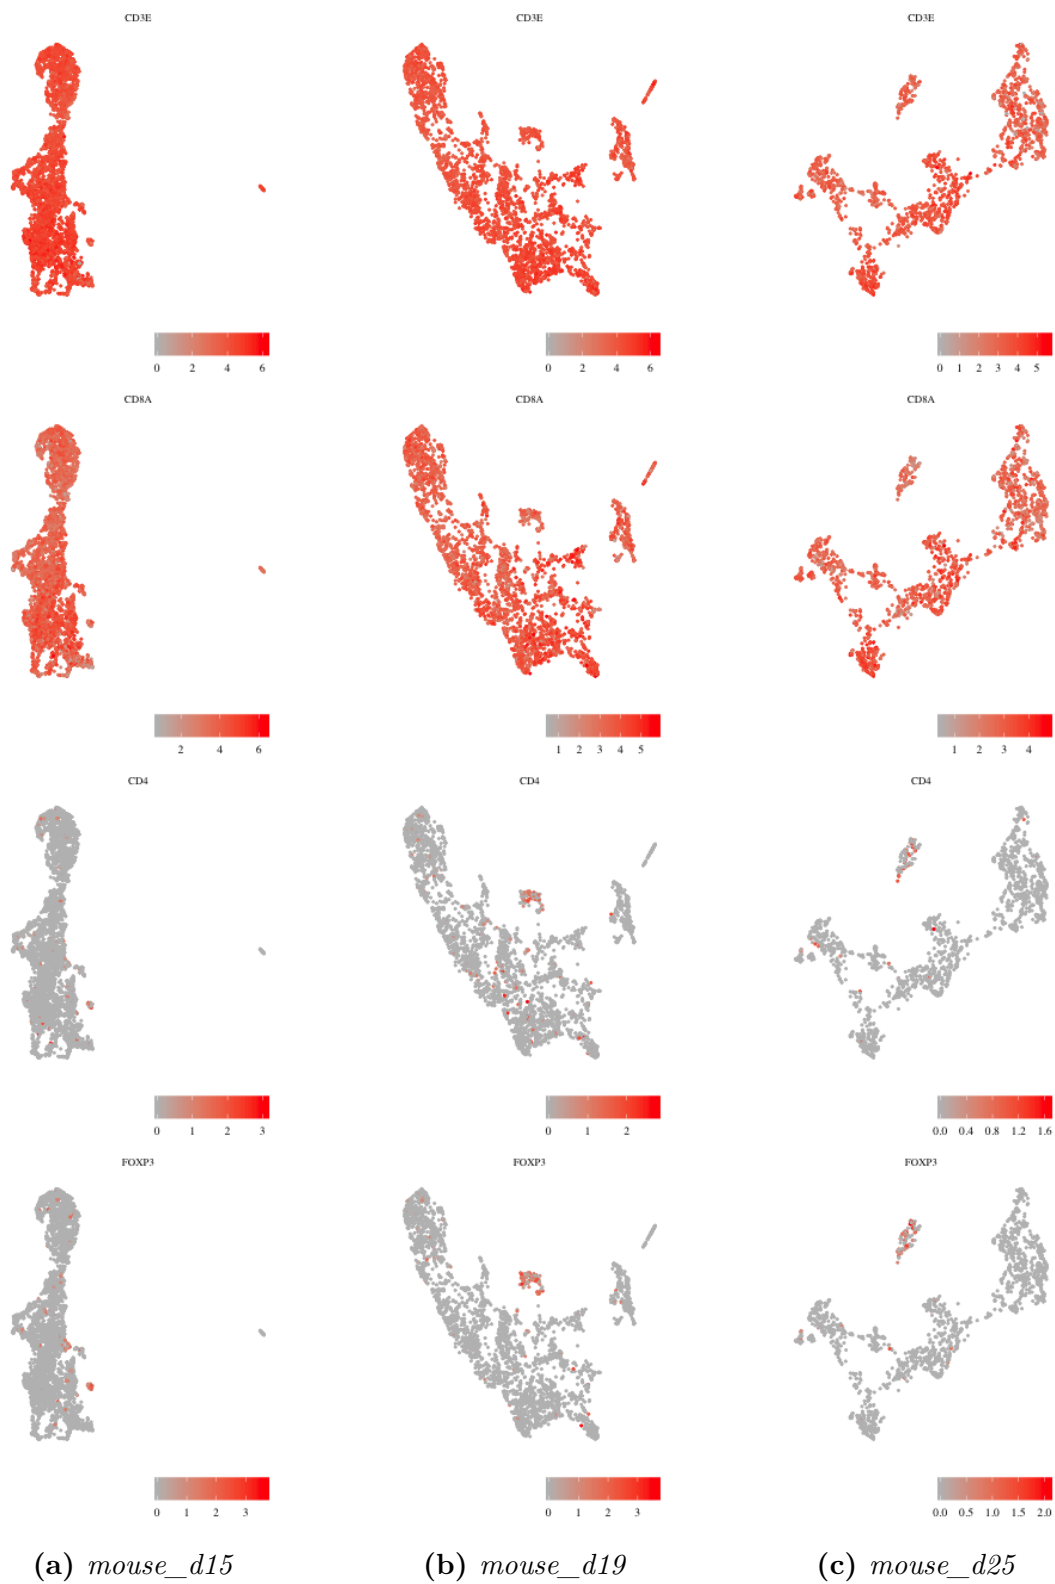 CD3E CD3E CD3E
0 2 4 6 0 2 4 6 0 1 2 3 4 5
CD8A CD8A CD8A
2 4 6 1 2 3 4 5 1 2 3 4
CD4 CD4 CD4
0 1 2 3 0 1 2 0.0 0.4 0.8 1.2 1.6
FOXP3 FOXP3 FOXP3
0 1 2 3 0 1 2 3 0.0 0.5 1.0 1.5 2.0
(a) mouse_d15 (b) mouse_d19 (c) mouse_d25